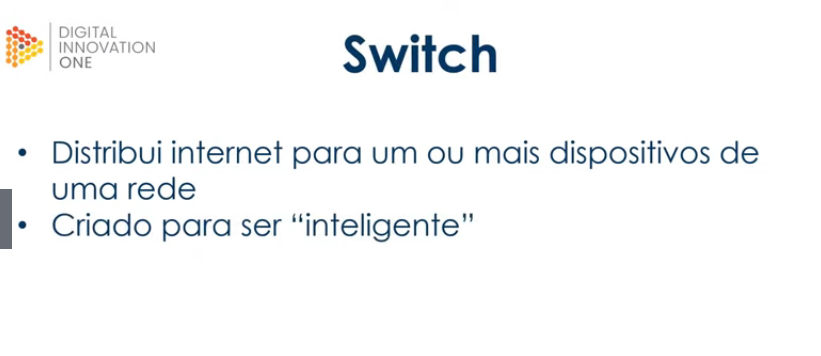 DIGITAL
INNOVATION
ONE
Switch
• Distribui internet para um ou mais dispositivos de
uma rede
• Criado para ser “inteligente”